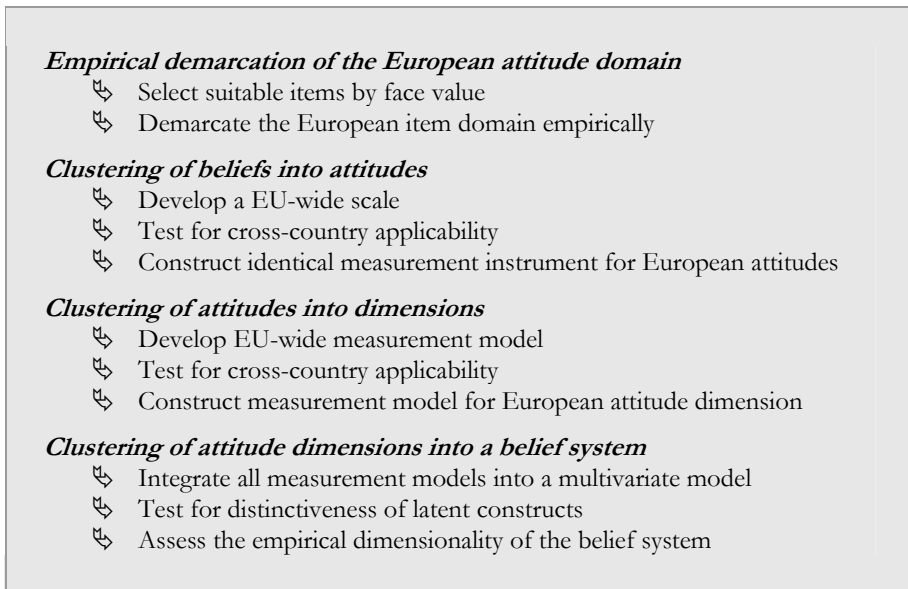 Empirical demarcation of the European attitude domain
Select suitable items by face value
Demarcate the European item domain empirically
Clustering of beliefs into attitudes
Develop a EU-wide scale
Test for cross-country applicability
Construct identical measurement instrument for European attitudes
Clustering of attitudes into dimensions
Develop EU-wide measurement model
Test for cross-country applicability
Construct measurement model for European attitude dimension
Clustering of attitude dimensions into a belief system
Integrate all measurement models into a multivariate model
Test for distinctiveness of latent constructs
Assess the empirical dimensionality of the belief system